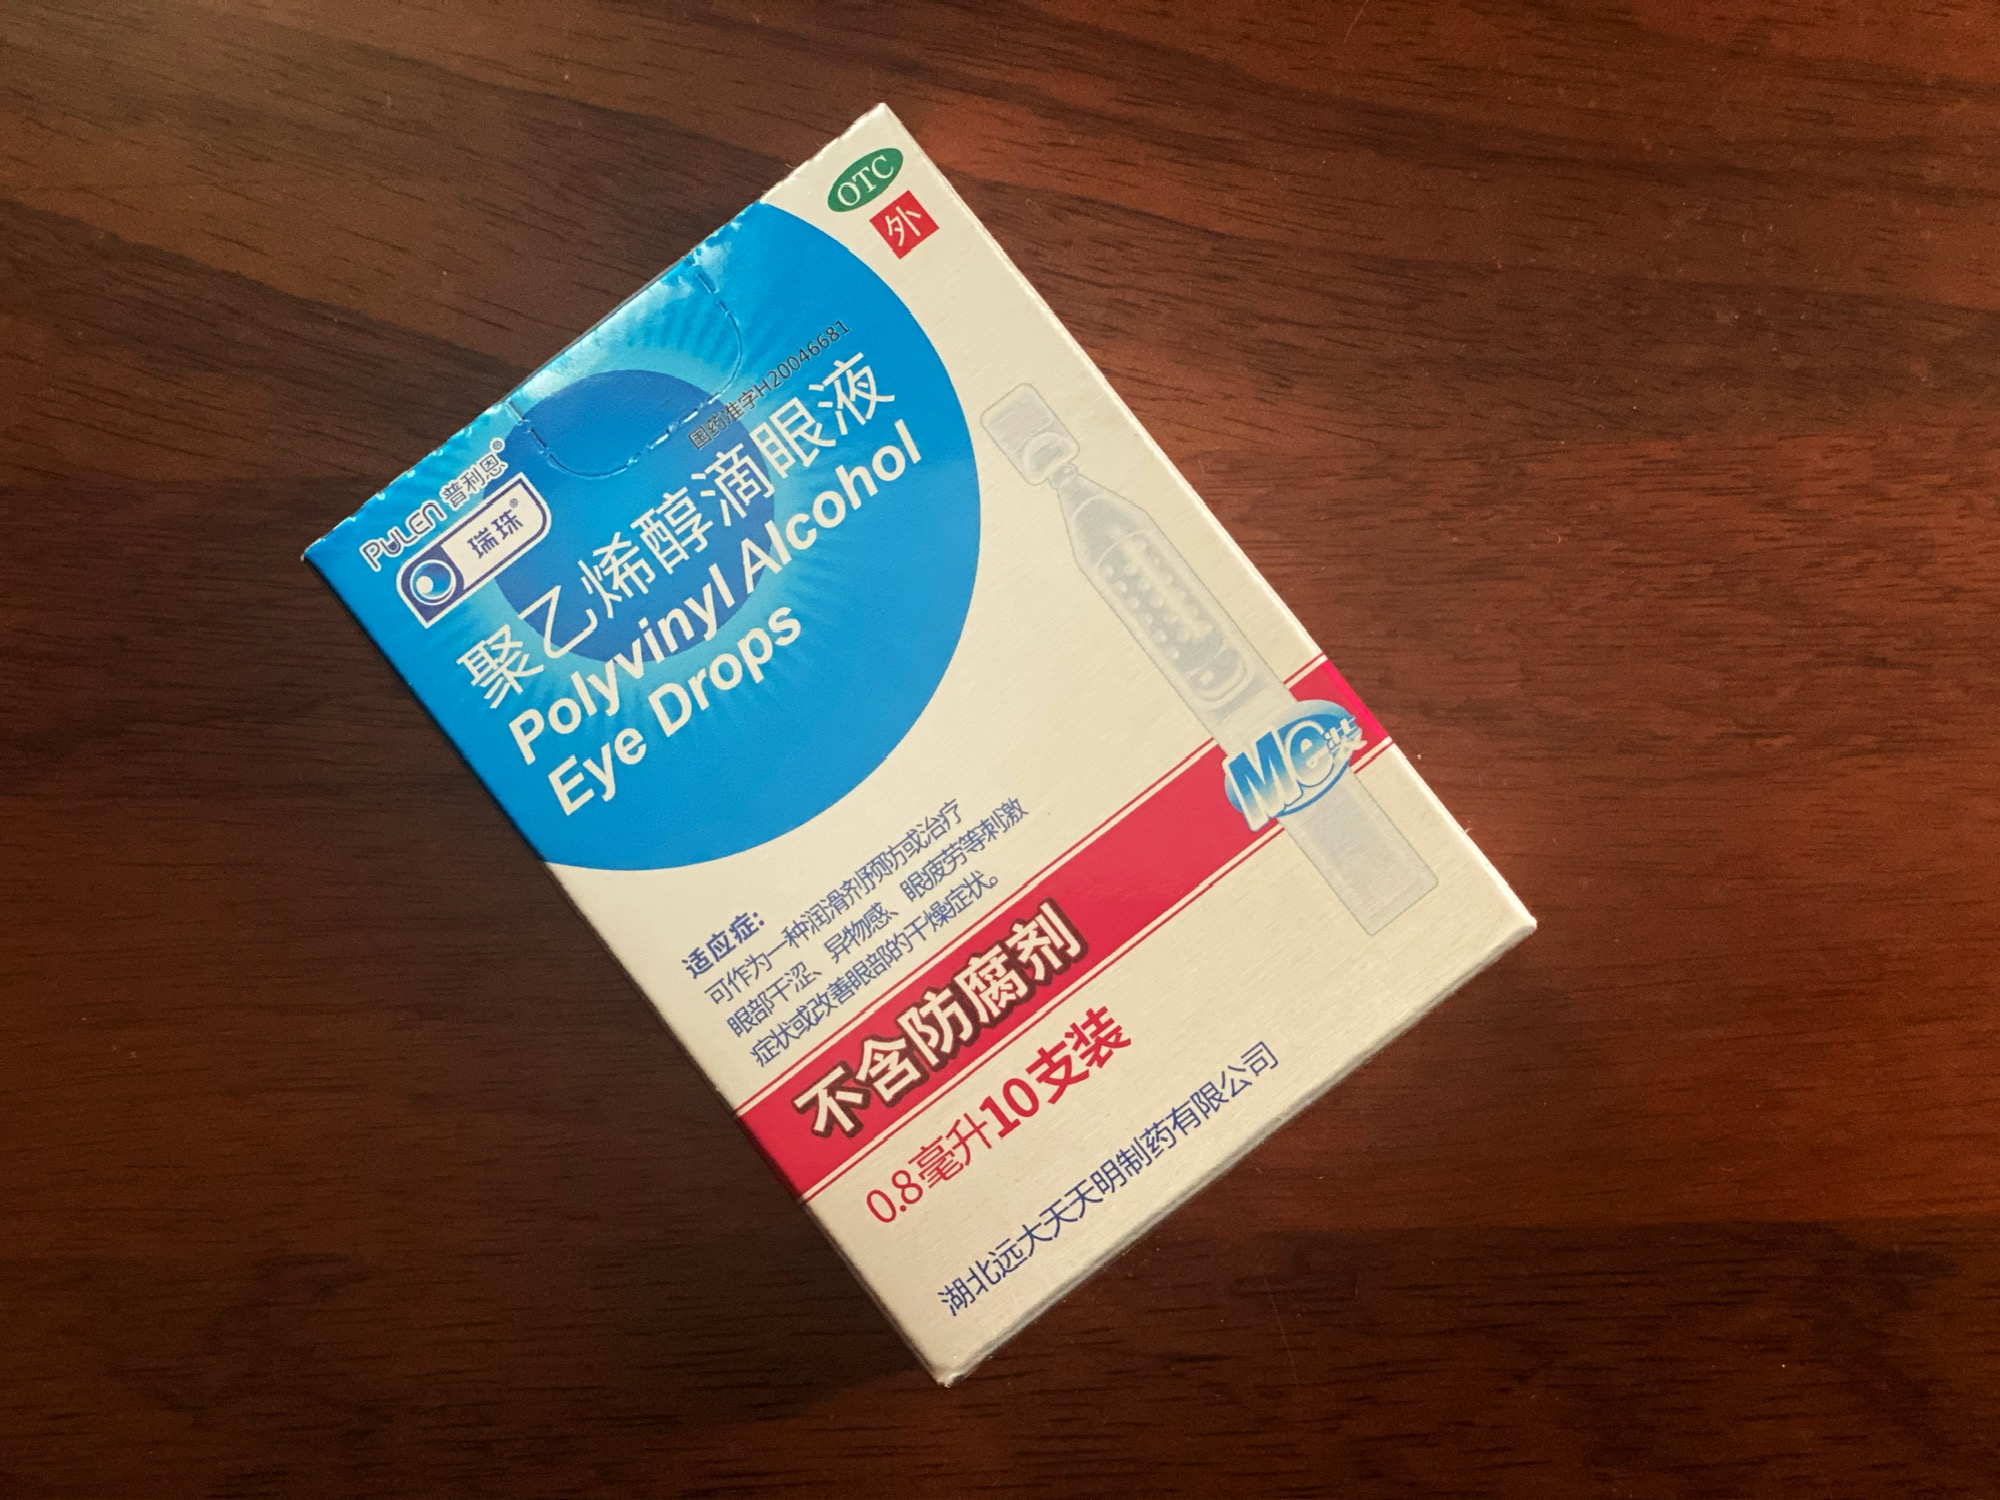 OTC
外
国药准字H20046681
PULEN 普利恩®
瑞珠®
聚乙烯醇滴眼液
Polyvinyl Alcohol
Eye Drops
Me装
适应症:
可作为一种润滑剂预防或治疗
眼部干涩、异物感、眼疲劳等刺激
症状或改善眼部的干燥症状。
不含防腐剂
0.8毫升10支装
湖北远大天天明制药有限公司